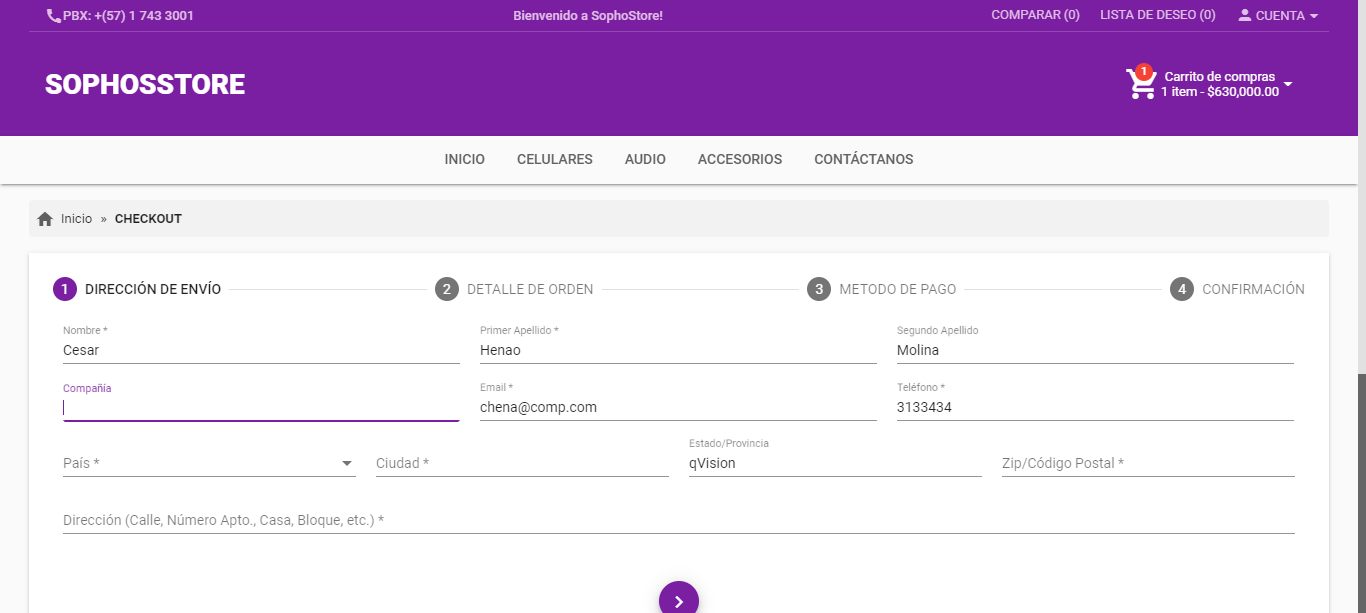 PBX: +(57) 1 743 3001 Bienvenido a SophoStore! COMPARAR (0) LISTA DE DESEO (0) CUENTA
SOPHOSSTORE
1
Carrito de compras
1 item - $630,000.00
INICIO CELULARES AUDIO ACCESORIOS CONTÁCTANOS
Inicio » CHECKOUT
1 DIRECCIÓN DE ENVÍO 2 DETALLE DE ORDEN 3 METODO DE PAGO 4 CONFIRMACIÓN
Nombre * Primer Apellido * Segundo Apellido
Cesar Henao Molina
Compañía Email * Teléfono *
chena@comp.com 3133434
Estado/Provincia
País * Ciudad * qVision Zip/Código Postal *
Dirección (Calle, Número Apto., Casa, Bloque, etc.) *